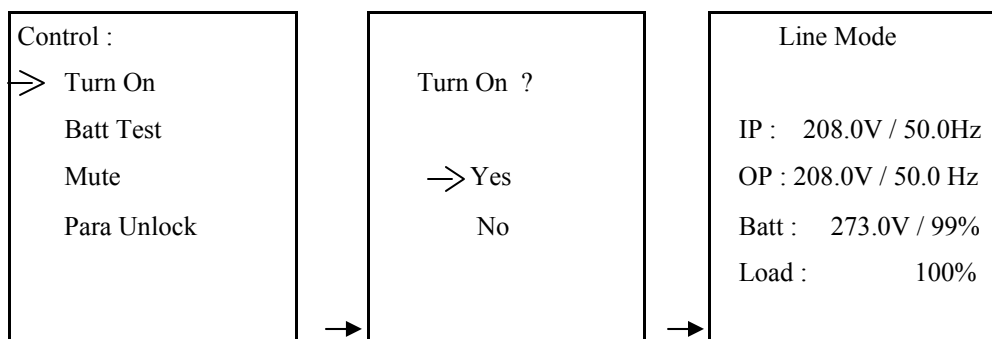 Control :
Turn On
Batt Test
Mute
Para Unlock
Turn On ?
Yes
No
Line Mode
IP : 208.0V / 50.0Hz
OP : 208.0V / 50.0 Hz
Batt : 273.0V / 99%
Load : 100%